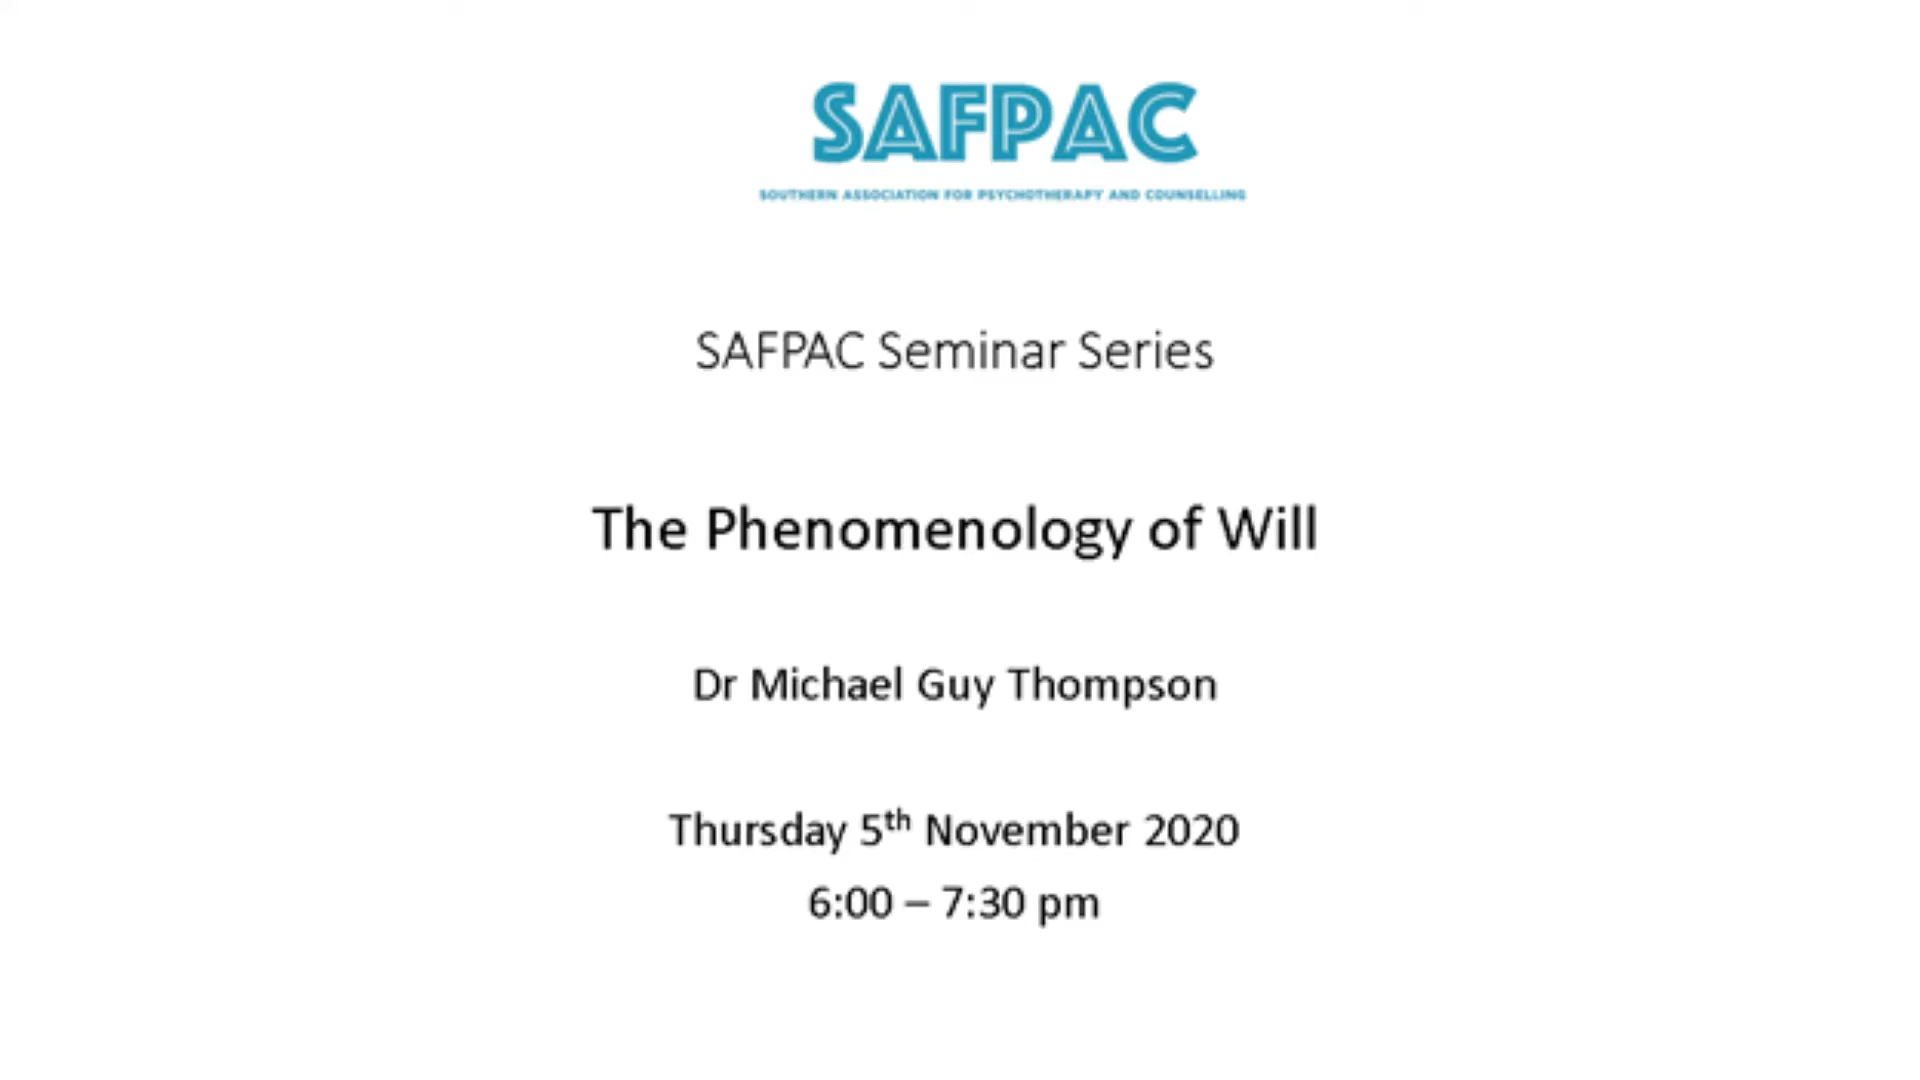 SAFPAC
SOUTHERN ASSOCIATION FOR PSYCHOTHERAPY AND COUNSELLING
SAFPAC Seminar Series
The Phenomenology of Will
Dr Michael Guy Thompson
Thursday 5th November 2020
6:00 – 7:30 pm